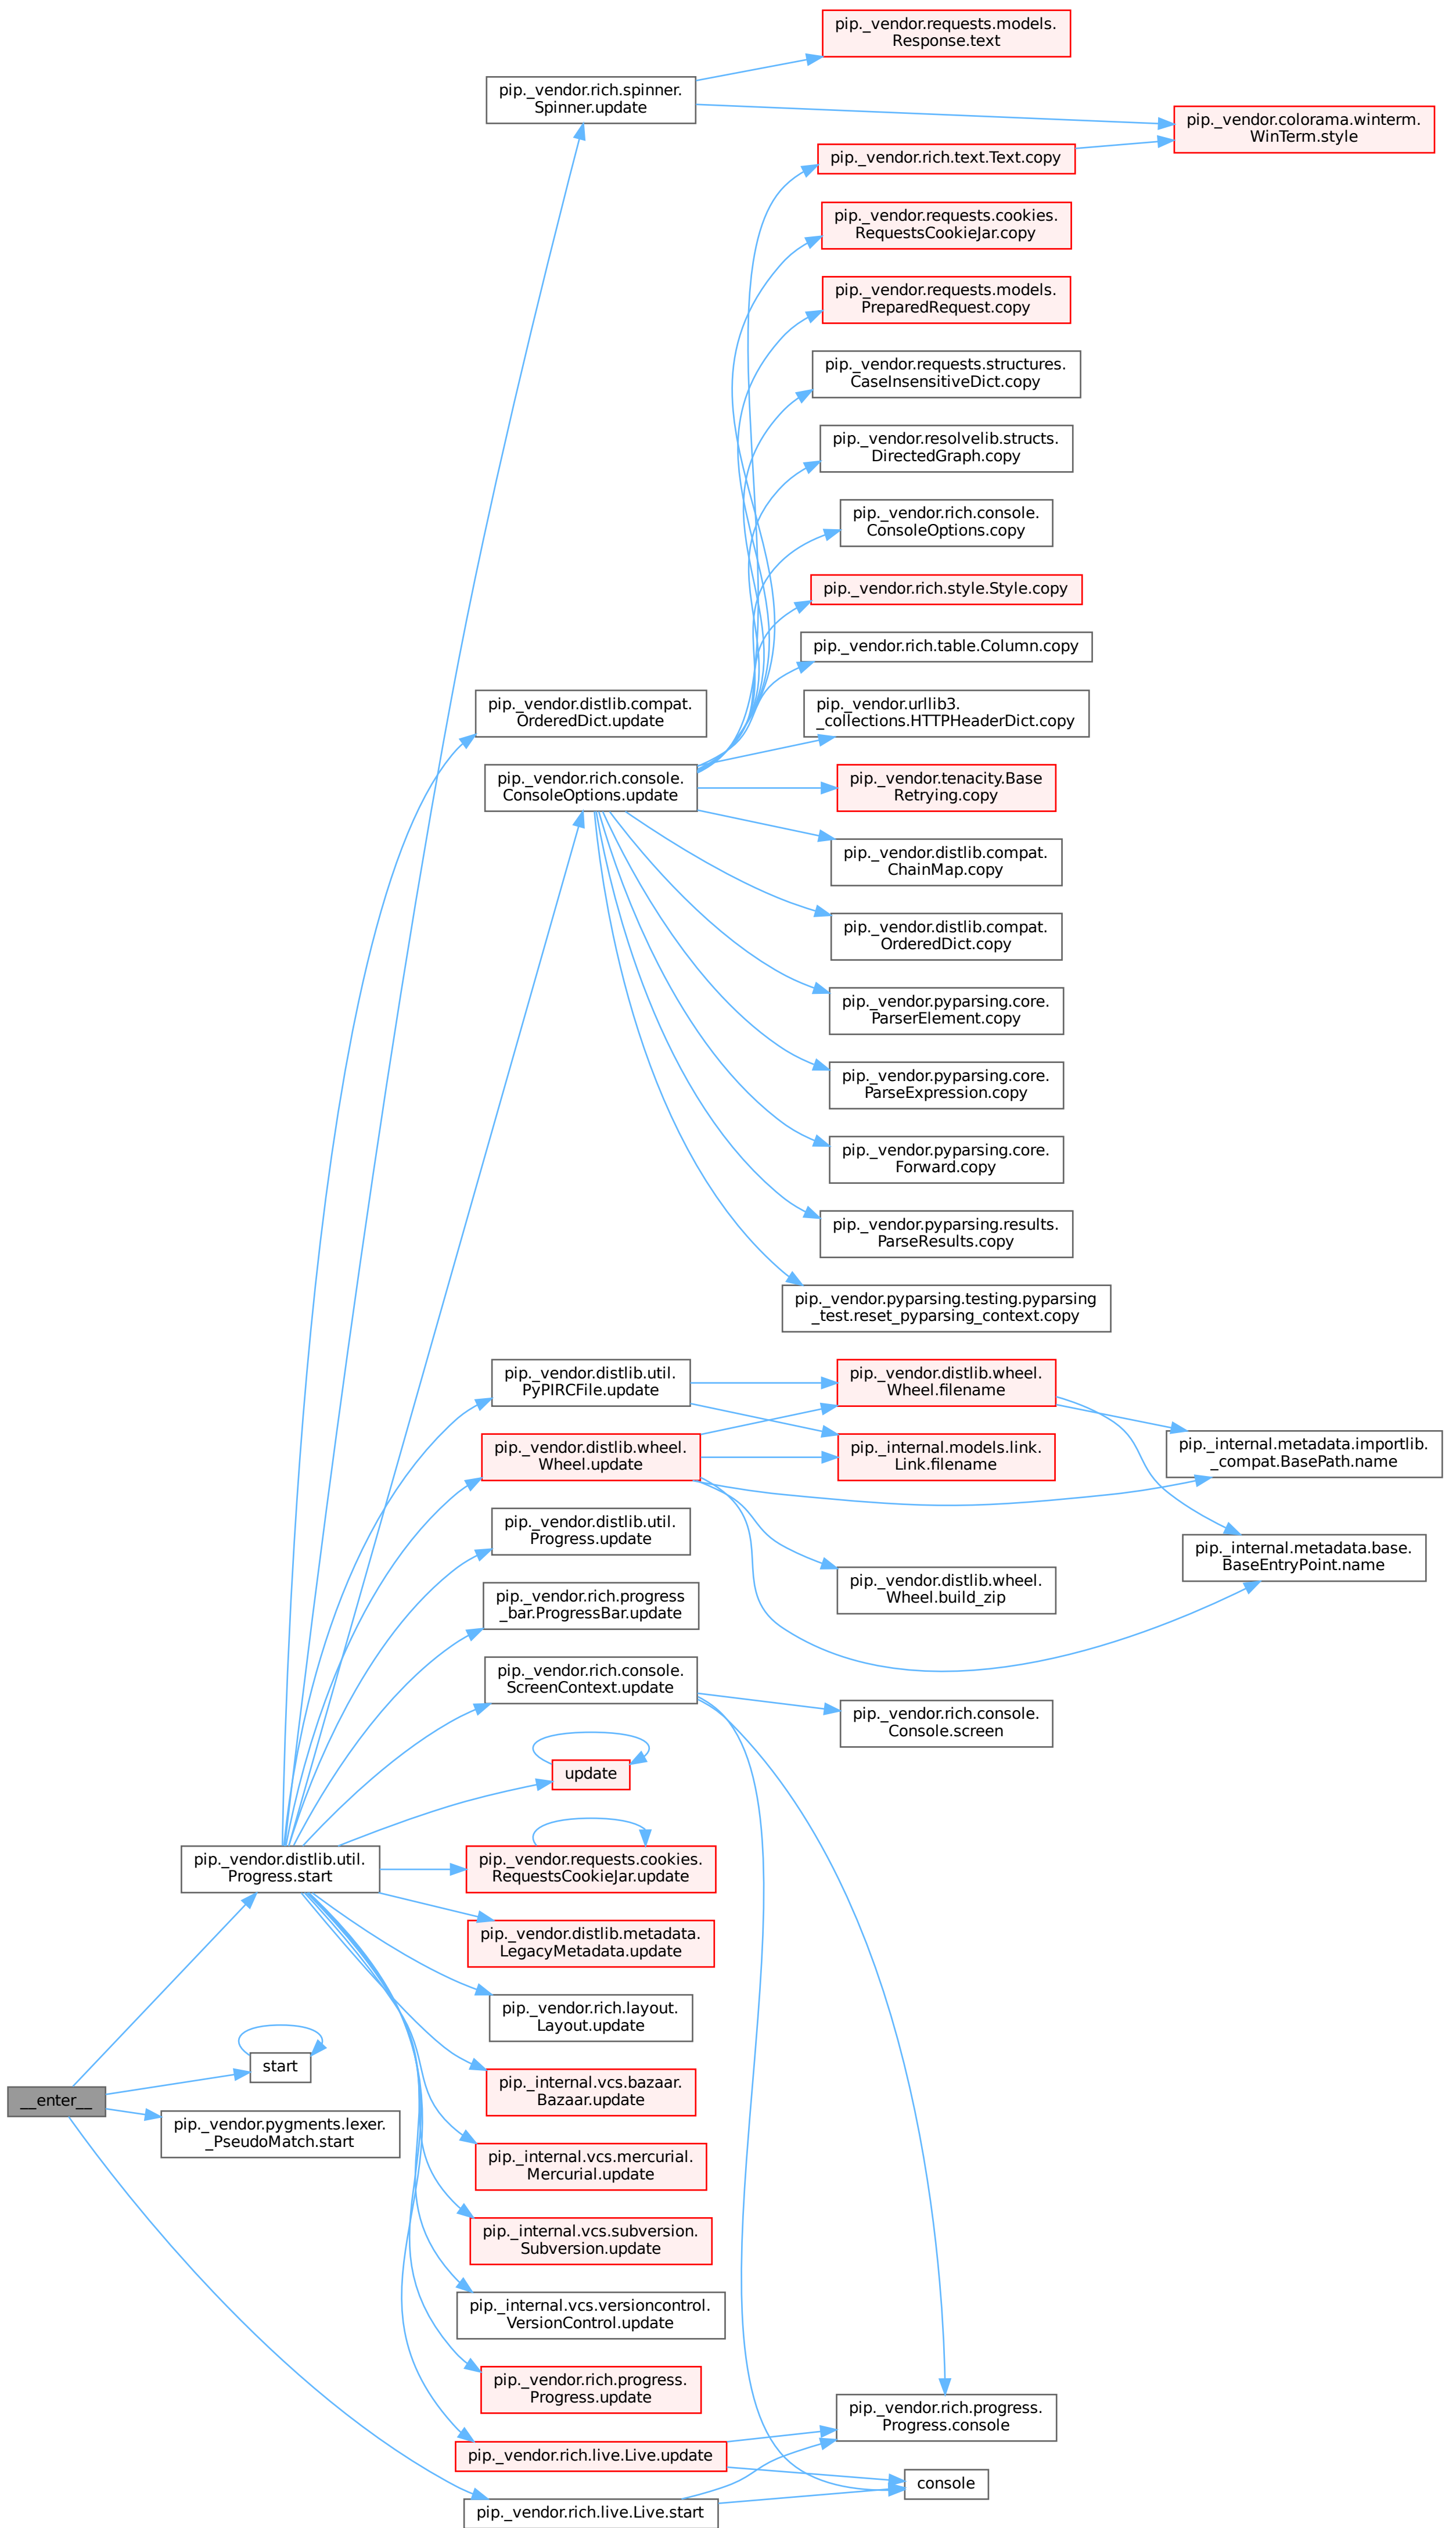 pip._vendor.requests.models.
Response.text
pip._vendor.rich.spinner.
Spinner.update
pip._vendor.colorama.winterm.
WinTerm.style
pip._vendor.rich.text.Text.copy
pip._vendor.requests.cookies.
RequestsCookieJar.copy
pip._vendor.requests.models.
PreparedRequest.copy
pip._vendor.requests.structures.
CaseInsensitiveDict.copy
pip._vendor.resolvelib.structs.
DirectedGraph.copy
pip._vendor.rich.console.
ConsoleOptions.copy
pip._vendor.rich.style.Style.copy
pip._vendor.rich.table.Column.copy
pip._vendor.distlib.compat.
OrderedDict.update
pip._vendor.urllib3.
_collections.HTTPHeaderDict.copy
pip._vendor.rich.console.
ConsoleOptions.update
pip._vendor.tenacity.Base
Retrying.copy
pip._vendor.distlib.compat.
ChainMap.copy
pip._vendor.distlib.compat.
OrderedDict.copy
pip._vendor.pyparsing.core.
ParserElement.copy
pip._vendor.pyparsing.core.
ParseExpression.copy
pip._vendor.pyparsing.core.
Forward.copy
pip._vendor.pyparsing.results.
ParseResults.copy
pip._vendor.pyparsing.testing.pyparsing
_test.reset_pyparsing_context.copy
pip._vendor.distlib.util.
PyPIRCFile.update
pip._vendor.distlib.wheel.
Wheel.filename
pip._vendor.distlib.wheel.
Wheel.update
pip._internal.models.link.
Link.filename
pip._internal.metadata.importlib.
_compat.BasePath.name
pip._vendor.distlib.util.
Progress.update
pip._internal.metadata.base.
BaseEntryPoint.name
pip._vendor.rich.progress
_bar.ProgressBar.update
pip._vendor.distlib.wheel.
Wheel.build_zip
pip._vendor.rich.console.
ScreenContext.update
pip._vendor.rich.console.
Console.screen
update
pip._vendor.distlib.util.
Progress.start
pip._vendor.requests.cookies.
RequestsCookieJar.update
pip._vendor.distlib.metadata.
LegacyMetadata.update
pip._vendor.rich.layout.
Layout.update
start
pip._internal.vcs.bazaar.
Bazaar.update
__enter__
pip._vendor.pygments.lexer.
_PseudoMatch.start
pip._internal.vcs.mercurial.
Mercurial.update
pip._internal.vcs.subversion.
Subversion.update
pip._internal.vcs.versioncontrol.
VersionControl.update
pip._vendor.rich.progress.
Progress.update
pip._vendor.rich.progress.
Progress.console
pip._vendor.rich.live.Live.update
console
pip._vendor.rich.live.Live.start